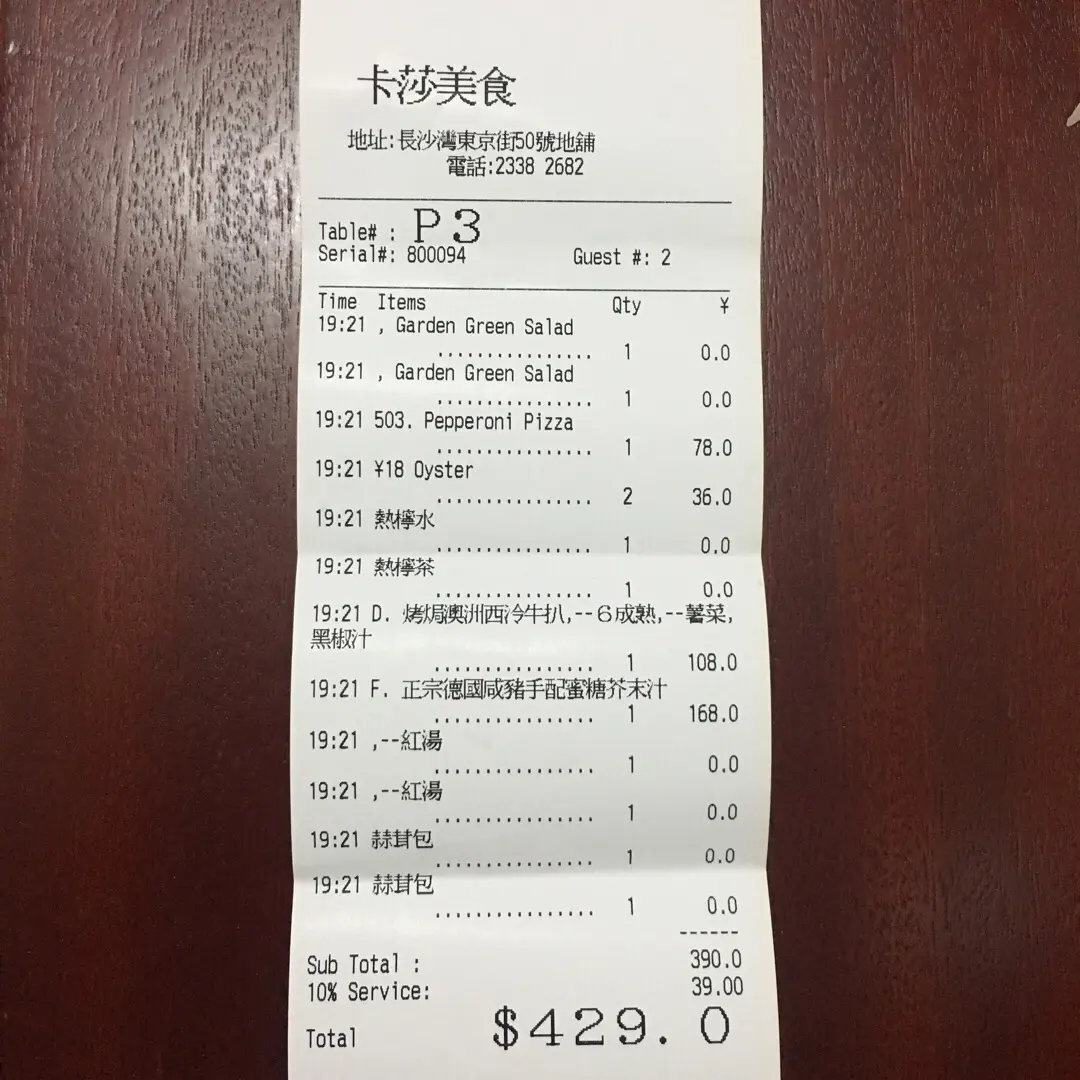 卡莎美食
地址:長沙灣東京街50號地舖
電話:2338 2682
Table# : P3
Serial#: 800094 Guest #: 2
Time Items Qty ¥
19:21 , Garden Green Salad
................ 1 0.0
19:21 , Garden Green Salad
................ 1 0.0
19:21 503. Pepperoni Pizza
................ 1 78.0
19:21 ¥18 Oyster
................ 2 36.0
19:21 熱檸水
................ 1 0.0
19:21 熱檸茶
................ 1 0.0
19:21 D. 烤焗澳洲西冷牛扒,--6成熟,--薯菜,
黑椒汁
................ 1 108.0
19:21 F. 正宗德國咸豬手配蜜糖芥末汁
................ 1 168.0
19:21 ,--紅湯
................ 1 0.0
19:21 ,--紅湯
................ 1 0.0
19:21 蒜茸包
................ 1 0.0
19:21 蒜茸包
................ 1 0.0
------
Sub Total : 390.0
10% Service: 39.00
Total $429.0